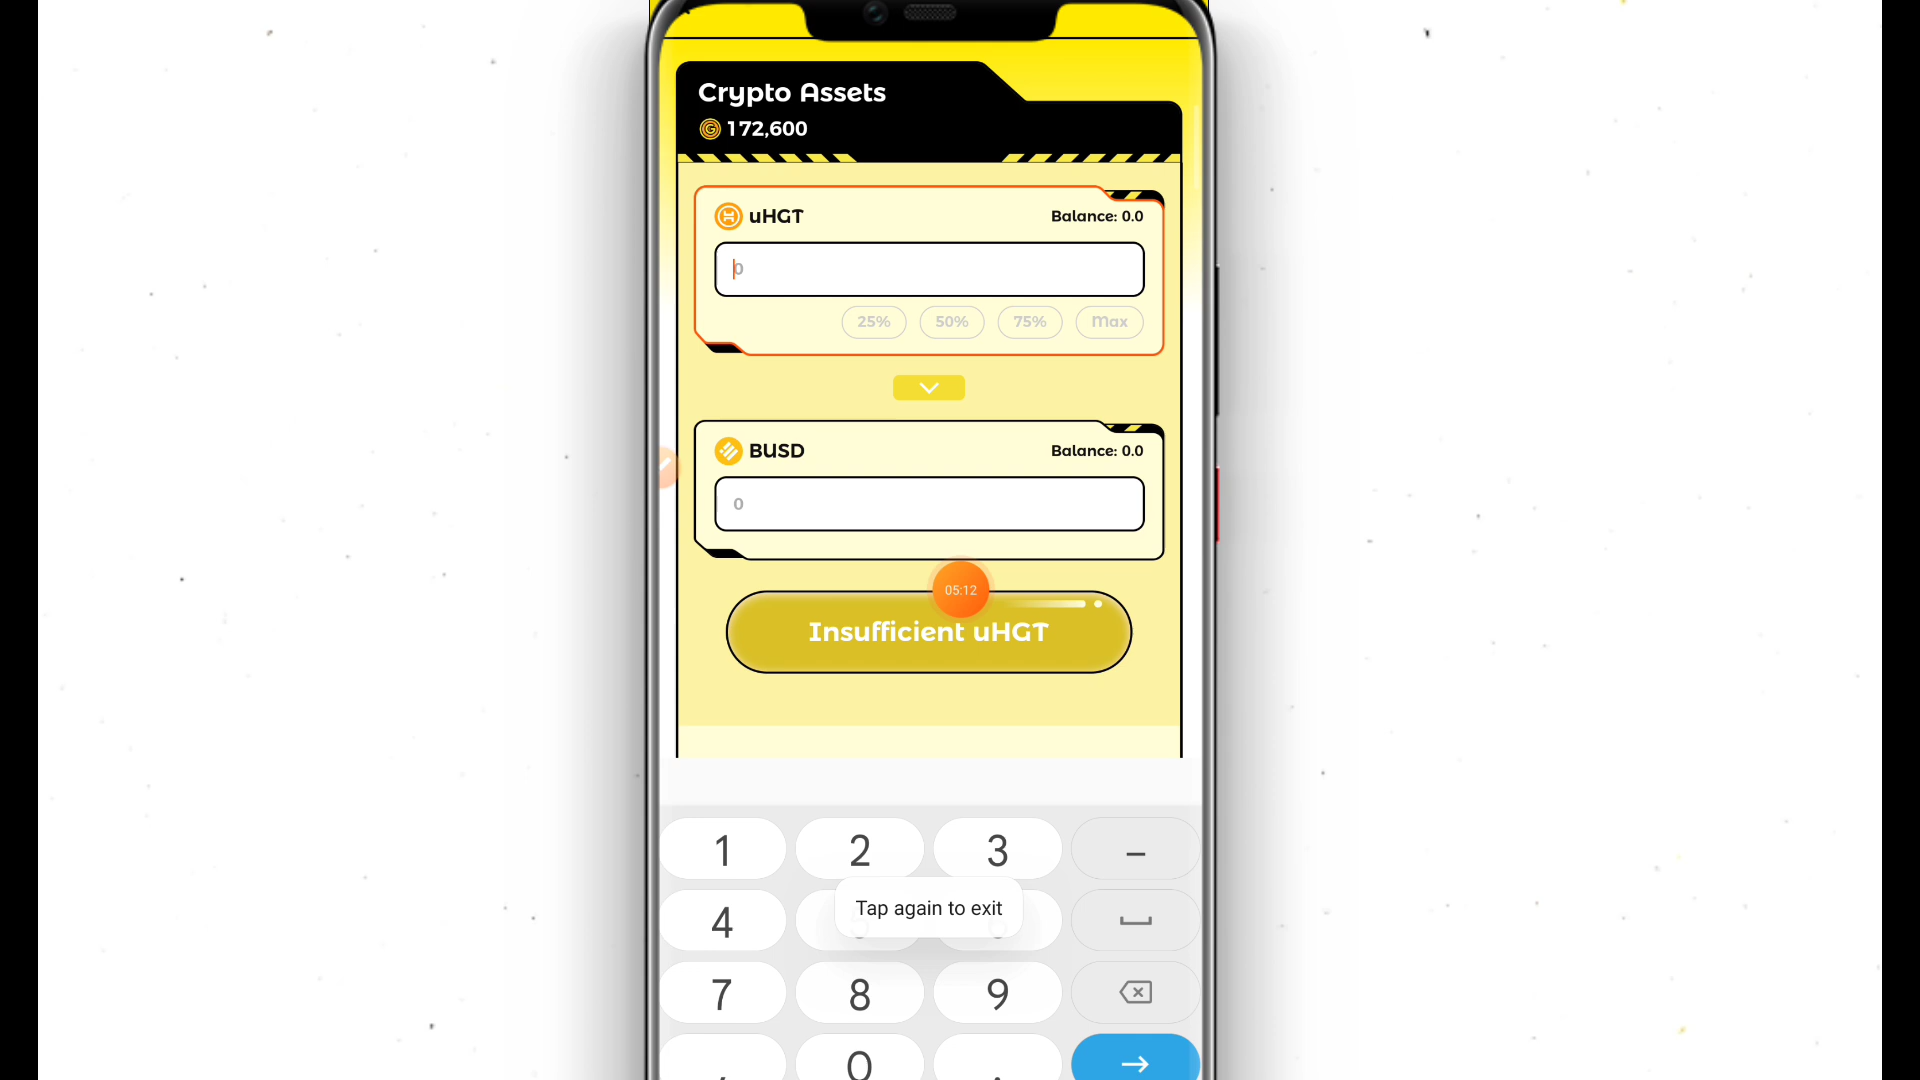 Crypto Assets
172,600
uHGT
Balance: 0.0
0
25% 50% 75% Max
BUSD
Balance: 0.0
0
05:12
Insufficient uHGT
1 2 3 –
4
Tap again to exit
7 8 9
, 0 .